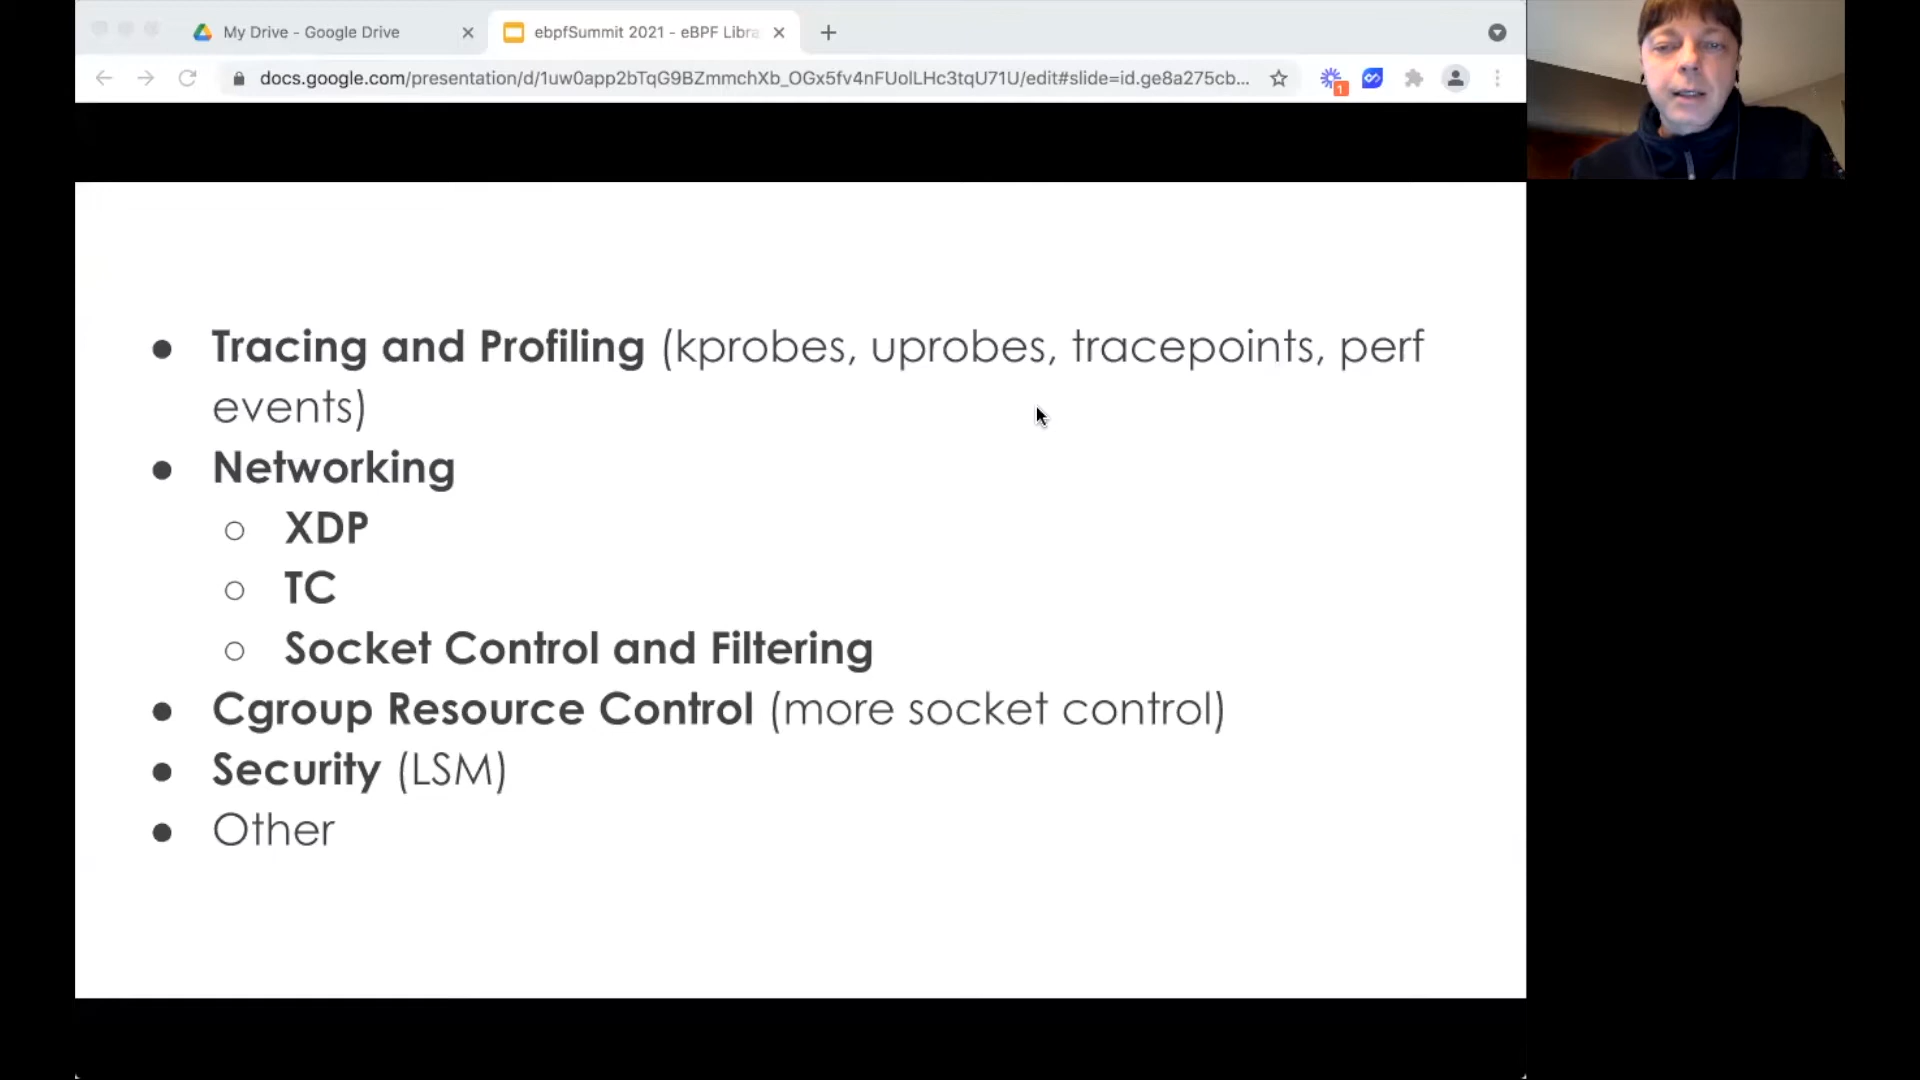 My Drive - Google Drive
ebpfSummit 2021 - eBPF Libra
docs.google.com/presentation/d/1uw0app2bTqG9BZmmchXb_OGx5fv4nFUolLHc3tqU71U/edit#slide=id.ge8a275cb...
1
● Tracing and Profiling (kprobes, uprobes, tracepoints, perf
events)
● Networking
○ XDP
○ TC
○ Socket Control and Filtering
● Cgroup Resource Control (more socket control)
● Security (LSM)
● Other